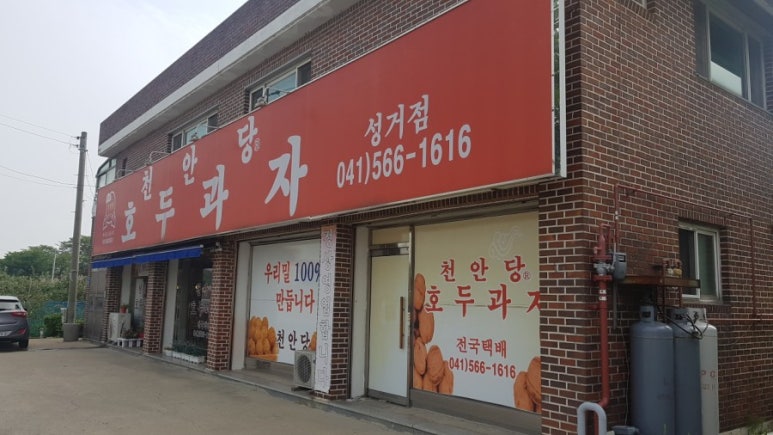 천안당®
호두과자
성거점
041)566-1616
우리밀 100%
만듭니다
천안당
천안당®
호두과자
전국택배
041)566-1616